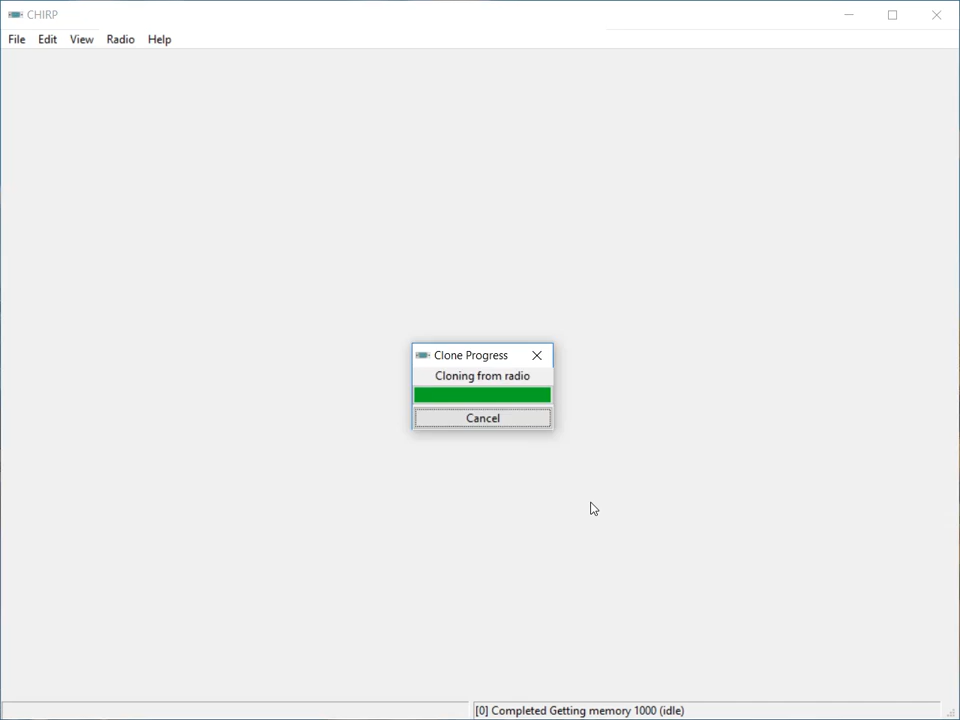 CHIRP
File Edit View Radio Help
Clone Progress
Cloning from radio
Cancel
[0] Completed Getting memory 1000 (idle)